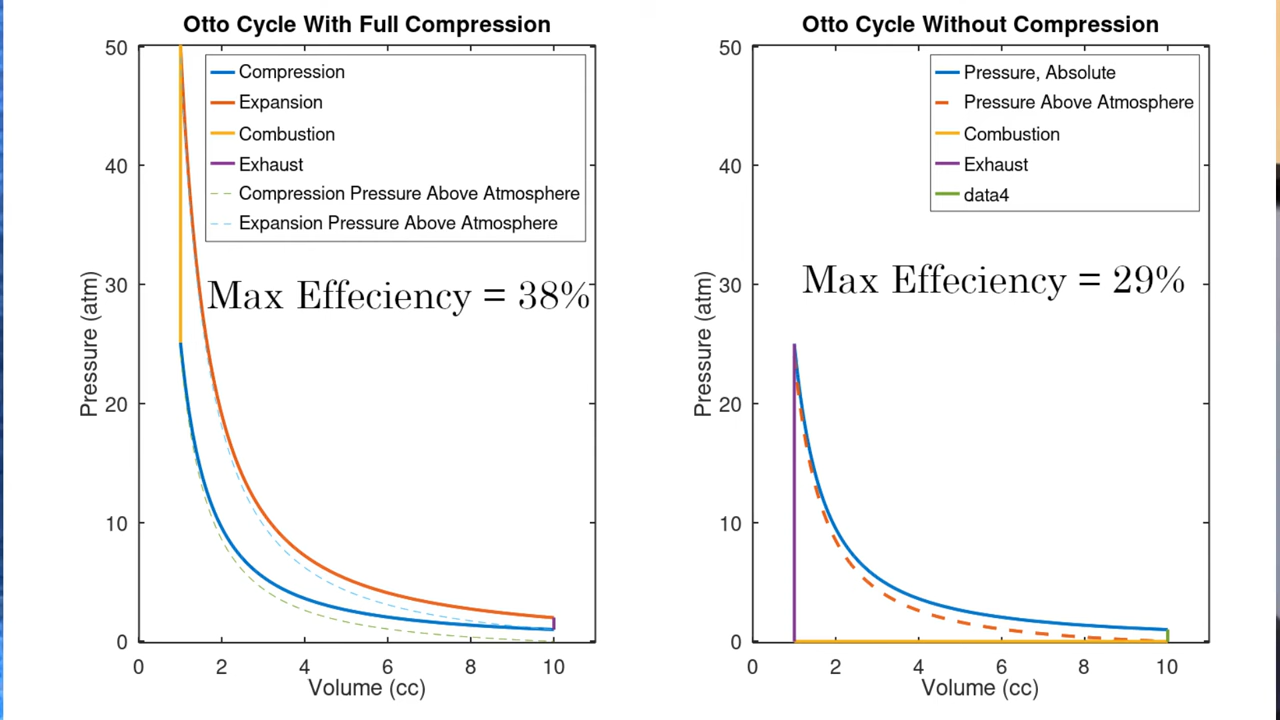 Otto Cycle With Full Compression
50
40
30
20
10
0
Pressure (atm)
Compression
Expansion
Combustion
Exhaust
Compression Pressure Above Atmosphere
Expansion Pressure Above Atmosphere
Max Effeciency = 38%
0 2 4 6 8 10
Volume (cc)
Otto Cycle Without Compression
50
40
30
20
10
0
Pressure (atm)
Pressure, Absolute
Pressure Above Atmosphere
Combustion
Exhaust
data4
Max Effeciency = 29%
0 2 4 6 8 10
Volume (cc)